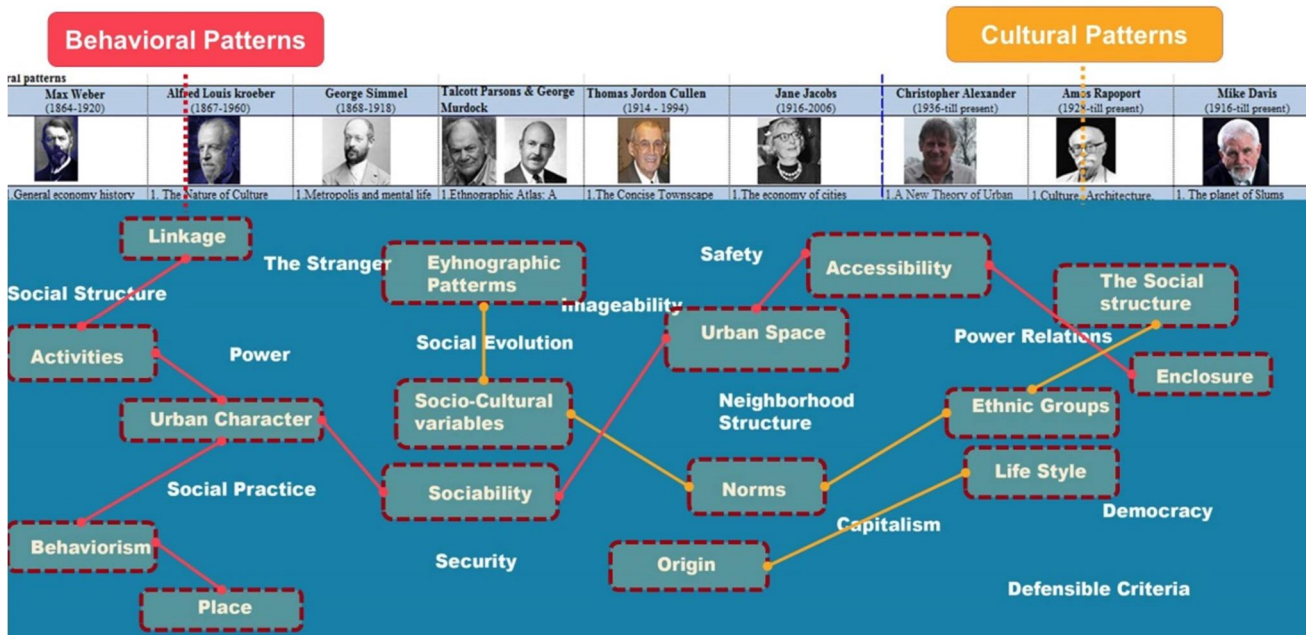 Behavioral Patterns
Cultural Patterns
ral patterns
Max Weber
(1864-1920)
Alfred Louis kroeber
(1867-1960)
George Simmel
(1868-1918)
Talcott Parsons & George
Murdock
Thomas Jordon Cullen
(1914 - 1994)
Jane Jacobs
(1916-2006)
Christopher Alexander
(1936-till present)
Amos Rapoport
(1929-till present)
Mike Davis
(1916-till present)
.General economy history
1. The Nature of Culture
1.Metropolis and mental life
1.Ethnographic Atlas: A
1.The Concise Townscape
1.The economy of cities
1.A New Theory of Urban
1.Culture, Architecture,
1. The planet of Slums
Linkage
The Stranger
Eyhnographic
Patterns
Safety
Accessibility
The Social
structure
Social Structure
Imageability
Activities
Power
Social Evolution
Urban Space
Power Relations
Enclosure
Urban Character
Socio-Cultural
variables
Neighborhood
Structure
Ethnic Groups
Social Practice
Sociability
Norms
Life Style
Capitalism
Democracy
Behaviorism
Security
Origin
Defensible Criteria
Place